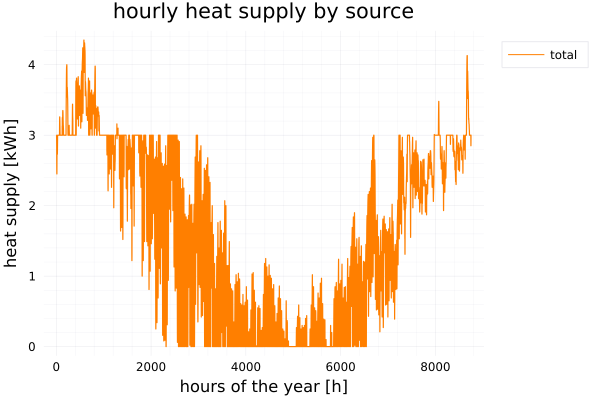 hourly heat supply by source
total
heat supply [kWh]
4
3
2
1
0
0 2000 4000 6000 8000
hours of the year [h]